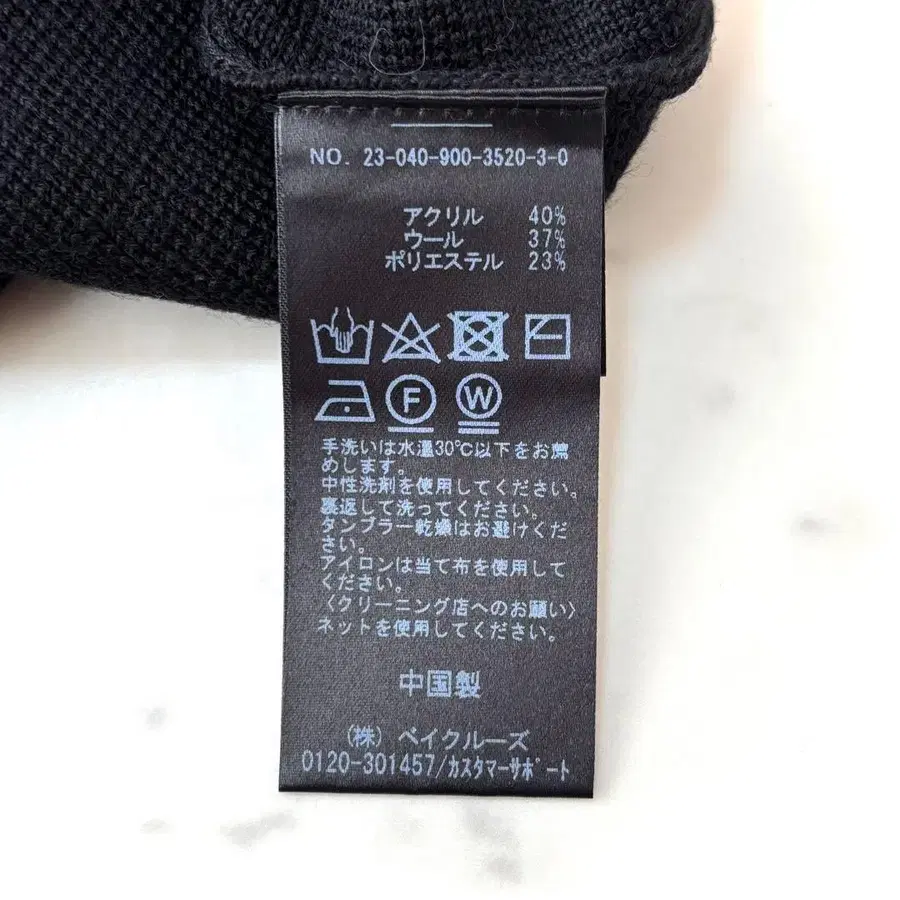 NO. 23-040-900-3520-3-0
アクリル 40%
ウール 37%
ポリエステル 23%
F W
手洗いは水温30℃以下をお薦
めします。
中性洗剤を使用してください。
裏返して洗ってください。
タンブラー乾燥はお避けくだ
さい。
アイロンは当て布を使用して
ください。
〈クリーニング店へのお願い〉
ネットを使用してください。
中国製
(株) ベイクルーズ
0120-301457/ｶｽﾀﾏｰｻﾎﾟｰﾄ